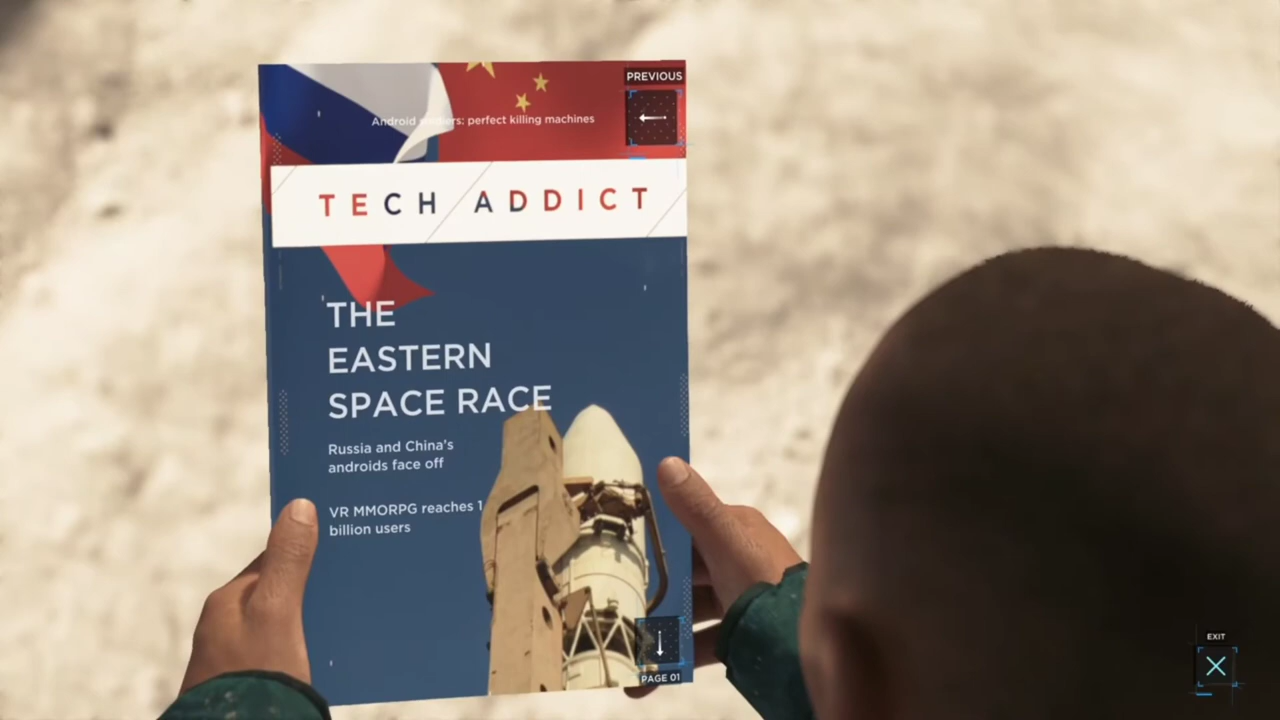 PREVIOUS
Android soldiers: perfect killing machines
TECH ADDICT
THE
EASTERN
SPACE RACE
Russia and China's
androids face off
VR MMORPG reaches 1
billion users
PAGE 01
EXIT